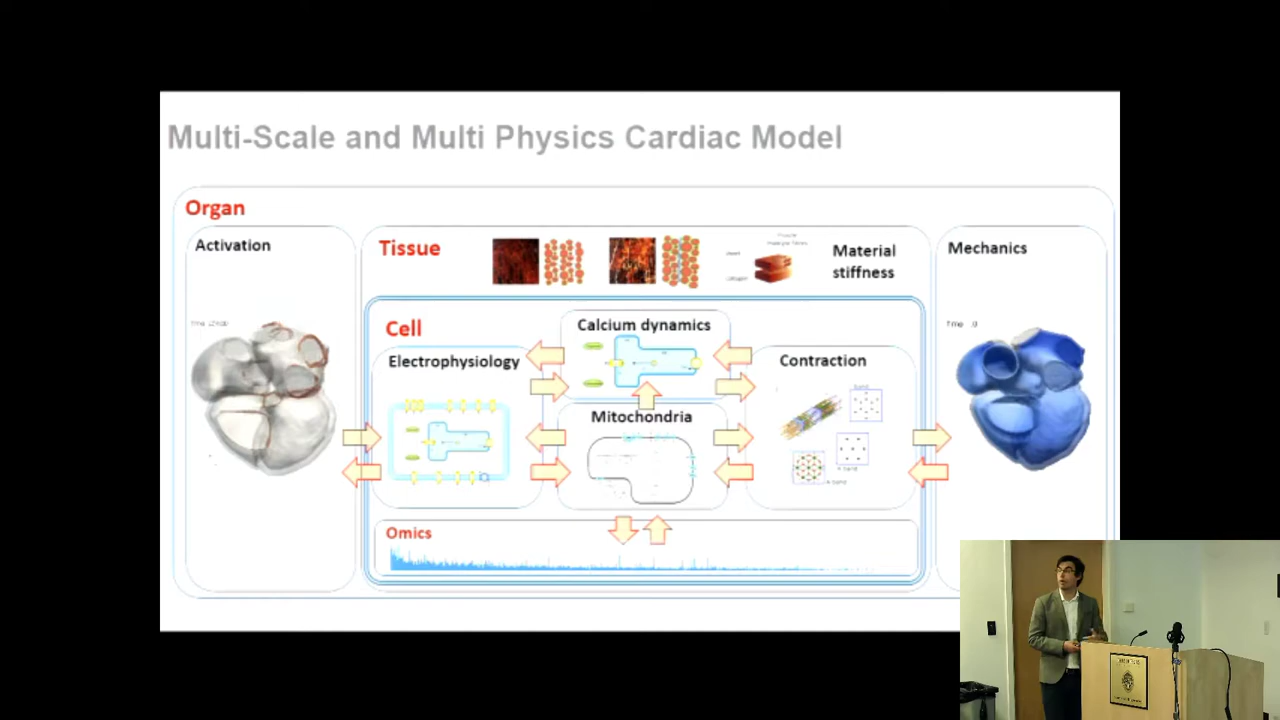 Multi-Scale and Multi Physics Cardiac Model
Organ
Activation
Tissue
Material
stiffness
Mechanics
Cell
Calcium dynamics
Electrophysiology
Contraction
Mitochondria
Omics